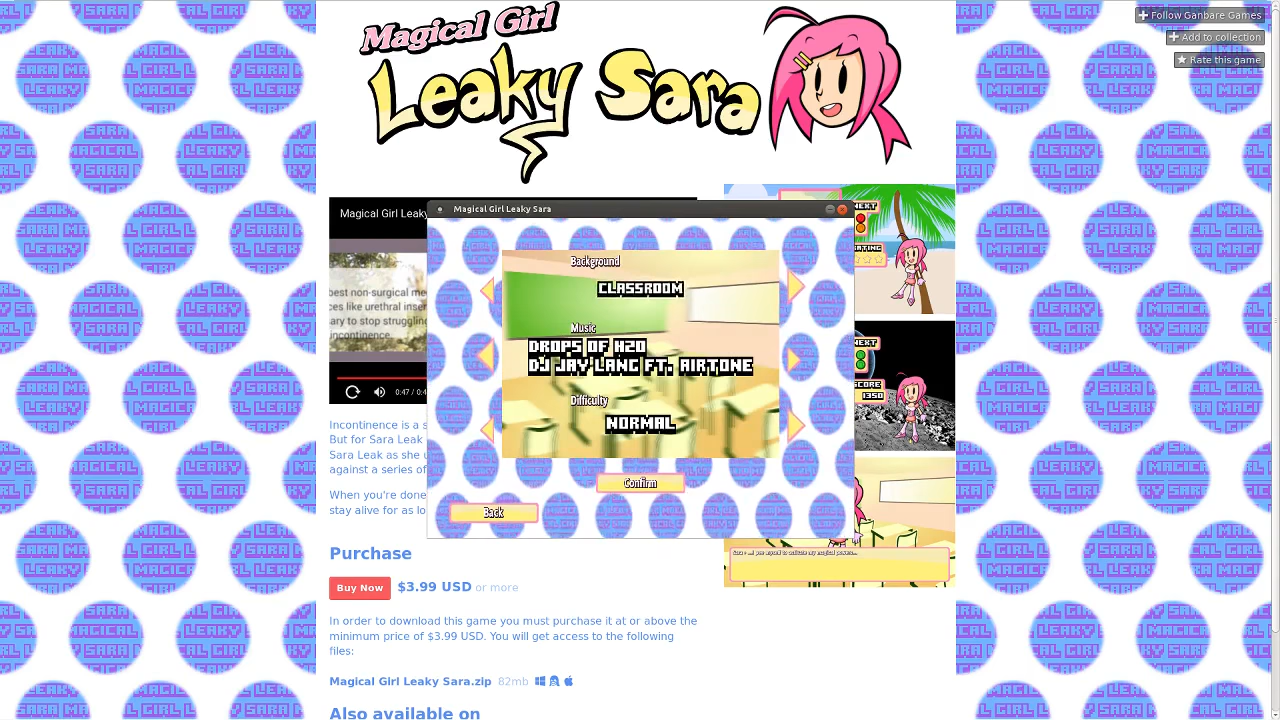 Magical Girl
Leaky Sara
Follow Ganbare Games
Add to collection
Rate this game
Magical Girl Leaky
best non-surgical me
ces like urethral inser
ary to stop struggling
incontinence
0:47 / 0:4
Magical Girl Leaky Sara
Background
CLASSROOM
Music
DROPS OF H2O
DJ JAY'LANG FT. AIRTONE
Difficulty
NORMAL
Confirm
Back
NEXT
RATING
NEXT
SCORE
1350
Incontinence is a s
But for Sara Leak
Sara Leak as she u
against a series of
When you're done
stay alive for as lo
Purchase
Buy Now $3.99 USD or more
In order to download this game you must purchase it at or above the
minimum price of $3.99 USD. You will get access to the following
files:
Magical Girl Leaky Sara.zip 82mb
Also available on